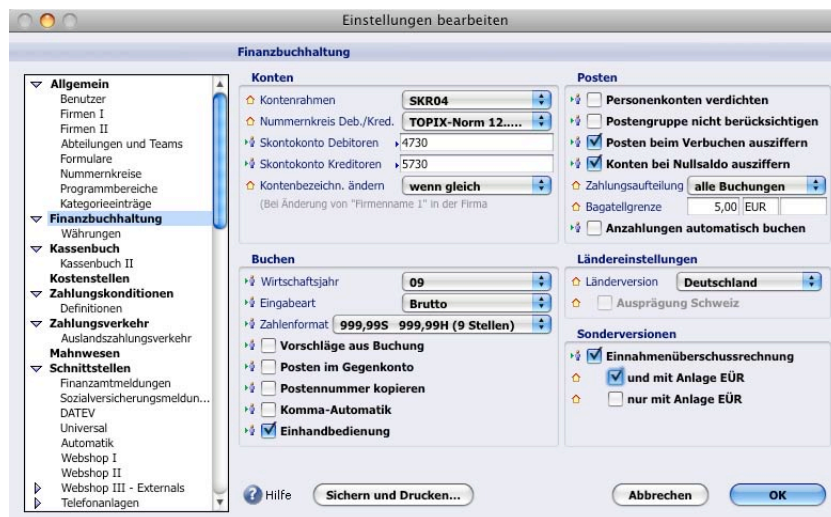 Einstellungen bearbeiten
Finanzbuchhaltung
Allgemein
Benutzer
Firmen I
Firmen II
Abteilungen und Teams
Formulare
Nummernkreise
Programmbereiche
Kategorieeinträge
Finanzbuchhaltung
Währungen
Kassenbuch
Kassenbuch II
Kostenstellen
Zahlungskonditionen
Definitionen
Zahlungsverkehr
Auslandszahlungsverkehr
Mahnwesen
Schnittstellen
Finanzamtmeldungen
Sozialversicherungsmeldun...
DATEV
Universal
Automatik
Webshop I
Webshop II
Webshop III - Externals
Telefonanlagen
Konten
Kontenrahmen SKR04
Nummernkreis Deb./Kred. TOPIX-Norm 12.....
Skontokonto Debitoren 4730
Skontokonto Kreditoren 5730
Kontenbezeichn. ändern wenn gleich
(Bei Änderung von "Firmenname 1" in der Firma
Buchen
Wirtschaftsjahr 09
Eingabeart Brutto
Zahlenformat 999,99S 999,99H (9 Stellen)
Vorschläge aus Buchung
Posten im Gegenkonto
Postennummer kopieren
Komma-Automatik
Einhandbedienung
Posten
Personenkonten verdichten
Postengruppe nicht berücksichtigen
Posten beim Verbuchen ausziffern
Konten bei Nullsaldo ausziffern
Zahlungsaufteilung alle Buchungen
Bagatellgrenze 5,00 EUR
Anzahlungen automatisch buchen
Ländereinstellungen
Länderversion Deutschland
Ausprägung Schweiz
Sonderversionen
Einnahmenüberschussrechnung
und mit Anlage EÜR
nur mit Anlage EÜR
? Hilfe
Sichern und Drucken...
Abbrechen
OK